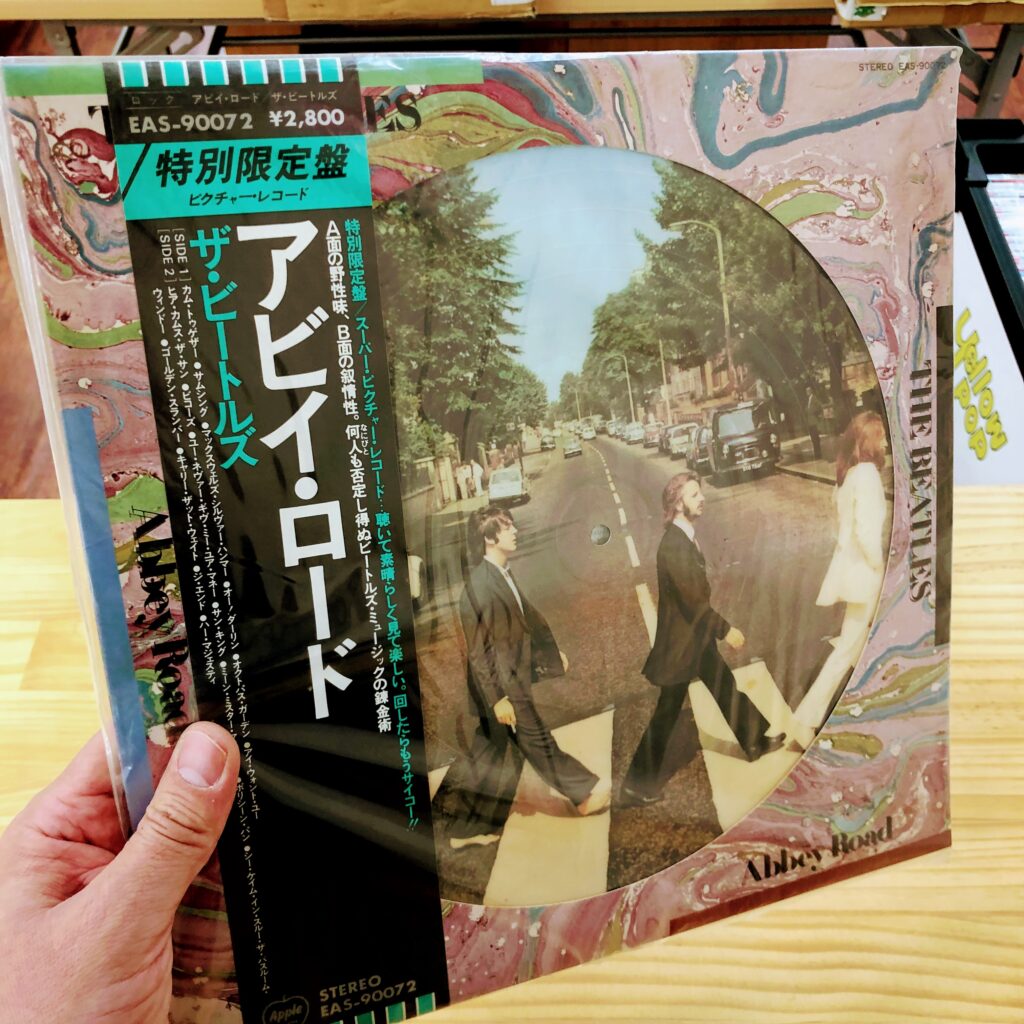 STEREO EAS-90072
ロック アビイ・ロード/ザ・ビートルズ
EAS-90072 ¥2,800
特別限定盤
ピクチャー・レコード
特別限定盤/スーパー・ピクチャー・レコード…聴いて素晴らしく見て楽しい。回したらもうサイコー!!
A面の野性味、B面の叙情性。何人も否定し得ぬビートルズ・ミュージックの錬金術
なにびと
アビイ・ロード
ザ・ビートルズ
[SIDE 1] カム・トゥゲザー●サムシング●マックスウェルズ・シルヴァー・ハンマー●オー!ダーリン●オクトパス・ガーデン●アイ・ウォント・ユー
[SIDE 2] ヒア・カムズ・ザ・サン●ビコーズ●ユー・ネヴァー・ギヴ・ミー・ユア・マネー●サン・キング●ミーン・ミスター・
ポリシーン・パン●シー・ケイム・イン・スルー・ザ・バスルーム・
ウィンドー●ゴールデン・スランバー●キャリー・ザット・ウェイト●ジ・エンド●ハー・マジェスティ
Apple
STEREO
EAS-90072
THE BEATLES
Abbey Road
Abbey Road
Yellow
pop